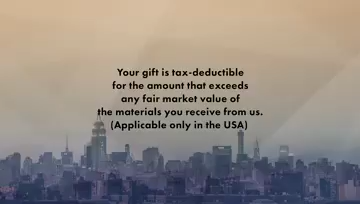 Your gift is tax-deductible
for the amount that exceeds
any fair market value of
the materials you receive from us.
(Applicable only in the USA)